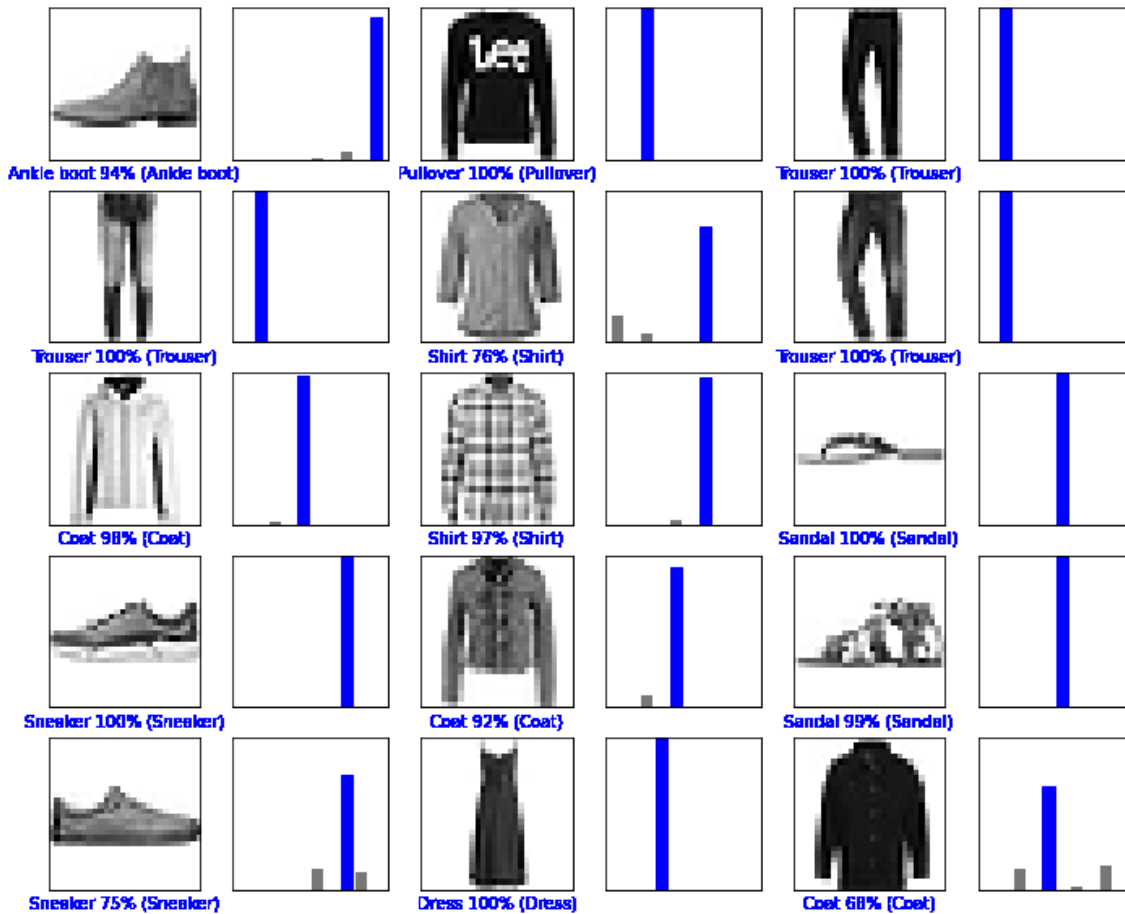 Lee
Ankle boot 94% (Ankle boot)
Pullover 100% (Pullover)
Trouser 100% (Trouser)
Trouser 100% (Trouser)
Shirt 76% (Shirt)
Trouser 100% (Trouser)
Coat 98% (Coat)
Shirt 97% (Shirt)
Sandal 100% (Sandal)
Sneaker 100% (Sneaker)
Coat 92% (Coat)
Sandal 99% (Sandal)
Sneaker 75% (Sneaker)
Dress 100% (Dress)
Coat 68% (Coat)